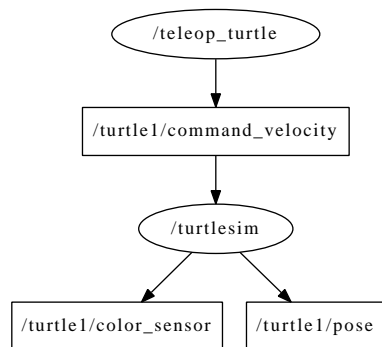 /teleop_turtle
/turtle1/command_velocity
/turtlesim
/turtle1/color_sensor
/turtle1/pose